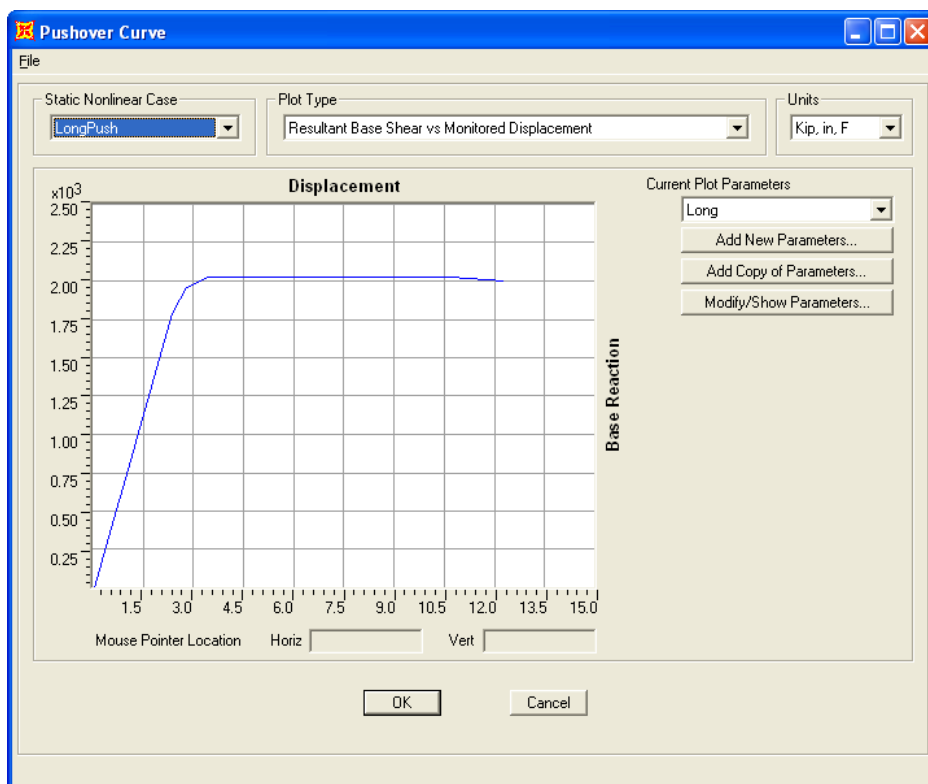 Pushover Curve
File
Static Nonlinear Case
Plot Type
Units
LongPush
Resultant Base Shear vs Monitored Displacement
Kip, in, F
x10³
Displacement
Current Plot Parameters
Long
Add New Parameters...
Add Copy of Parameters...
Modify/Show Parameters...
2.50
2.25
2.00
1.75
1.50
1.25
1.00
0.75
0.50
0.25
Base Reaction
1.5 3.0 4.5 6.0 7.5 9.0 10.5 12.0 13.5 15.0
Mouse Pointer Location Horiz Vert
OK Cancel